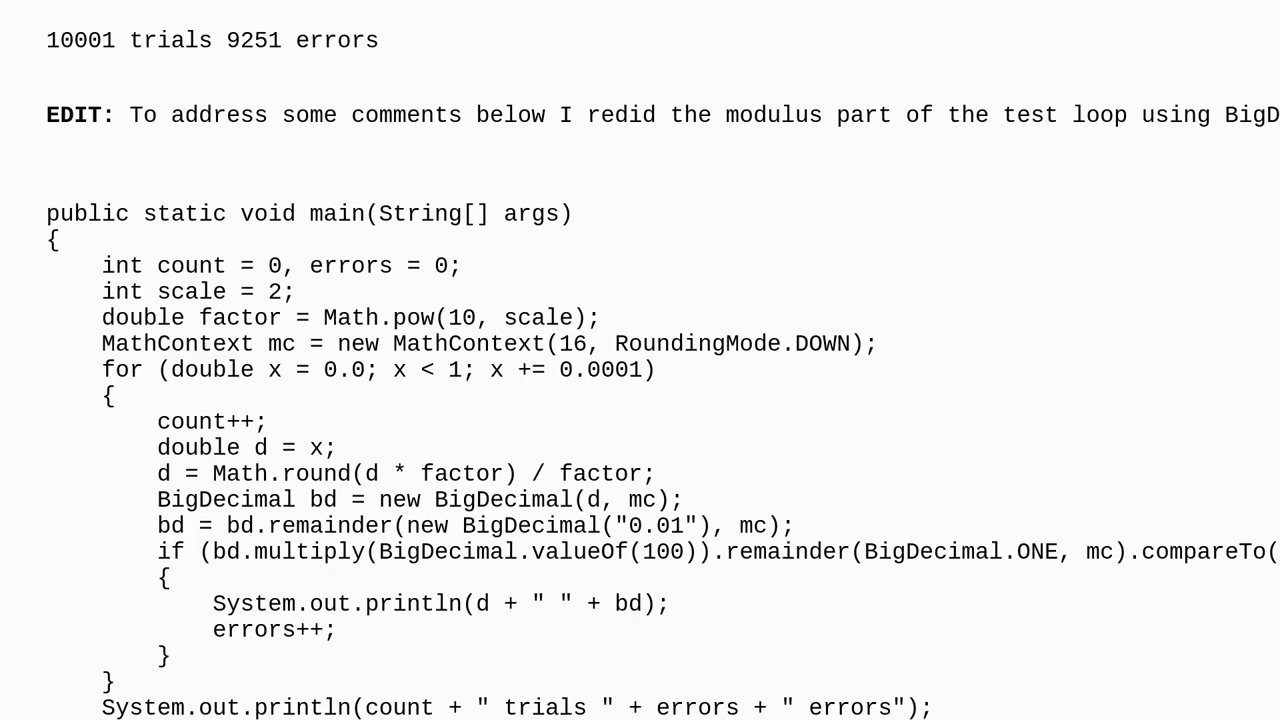 10001 trials 9251 errors
EDIT: To address some comments below I redid the modulus part of the test loop using BigD
public static void main(String[] args)
{
    int count = 0, errors = 0;
    int scale = 2;
    double factor = Math.pow(10, scale);
    MathContext mc = new MathContext(16, RoundingMode.DOWN);
    for (double x = 0.0; x < 1; x += 0.0001)
    {
        count++;
        double d = x;
        d = Math.round(d * factor) / factor;
        BigDecimal bd = new BigDecimal(d, mc);
        bd = bd.remainder(new BigDecimal("0.01"), mc);
        if (bd.multiply(BigDecimal.valueOf(100)).remainder(BigDecimal.ONE, mc).compareTo(
        {
            System.out.println(d + " " + bd);
            errors++;
        }
    }
    System.out.println(count + " trials " + errors + " errors");